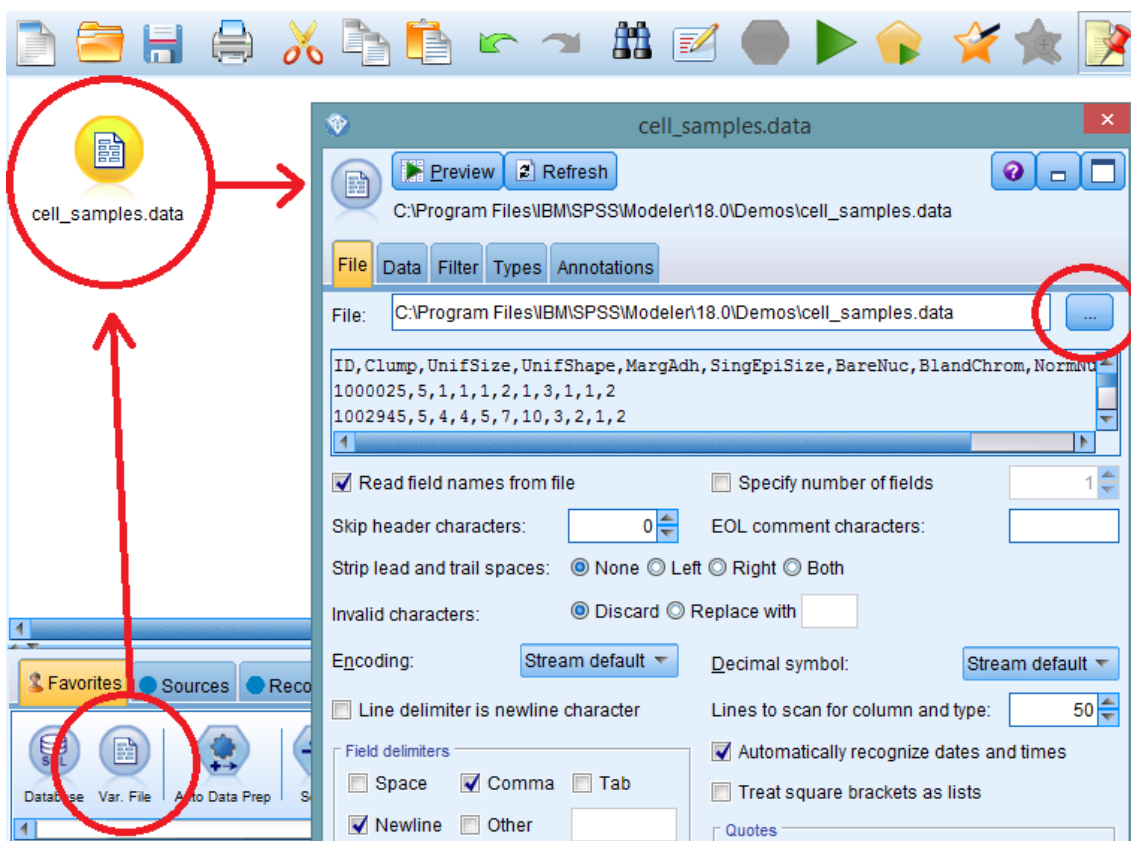 cell_samples.data
cell_samples.data
Preview Refresh
C:\Program Files\IBM\SPSS\Modeler\18.0\Demos\cell_samples.data
File Data Filter Types Annotations
File: C:\Program Files\IBM\SPSS\Modeler\18.0\Demos\cell_samples.data ...
ID,Clump,UnifSize,UnifShape,MargAdh,SingEpiSize,BareNuc,BlandChrom,NormNu
1000025,5,1,1,1,2,1,3,1,1,2
1002945,5,4,4,5,7,10,3,2,1,2
Read field names from file Specify number of fields 1
Skip header characters: 0 EOL comment characters:
Strip lead and trail spaces: None Left Right Both
Invalid characters: Discard Replace with
Encoding: Stream default Decimal symbol: Stream default
Line delimiter is newline character Lines to scan for column and type: 50
Field delimiters Automatically recognize dates and times
Space Comma Tab Treat square brackets as lists
Newline Other Quotes
Favorites Sources Reco
Database Var. File Auto Data Prep